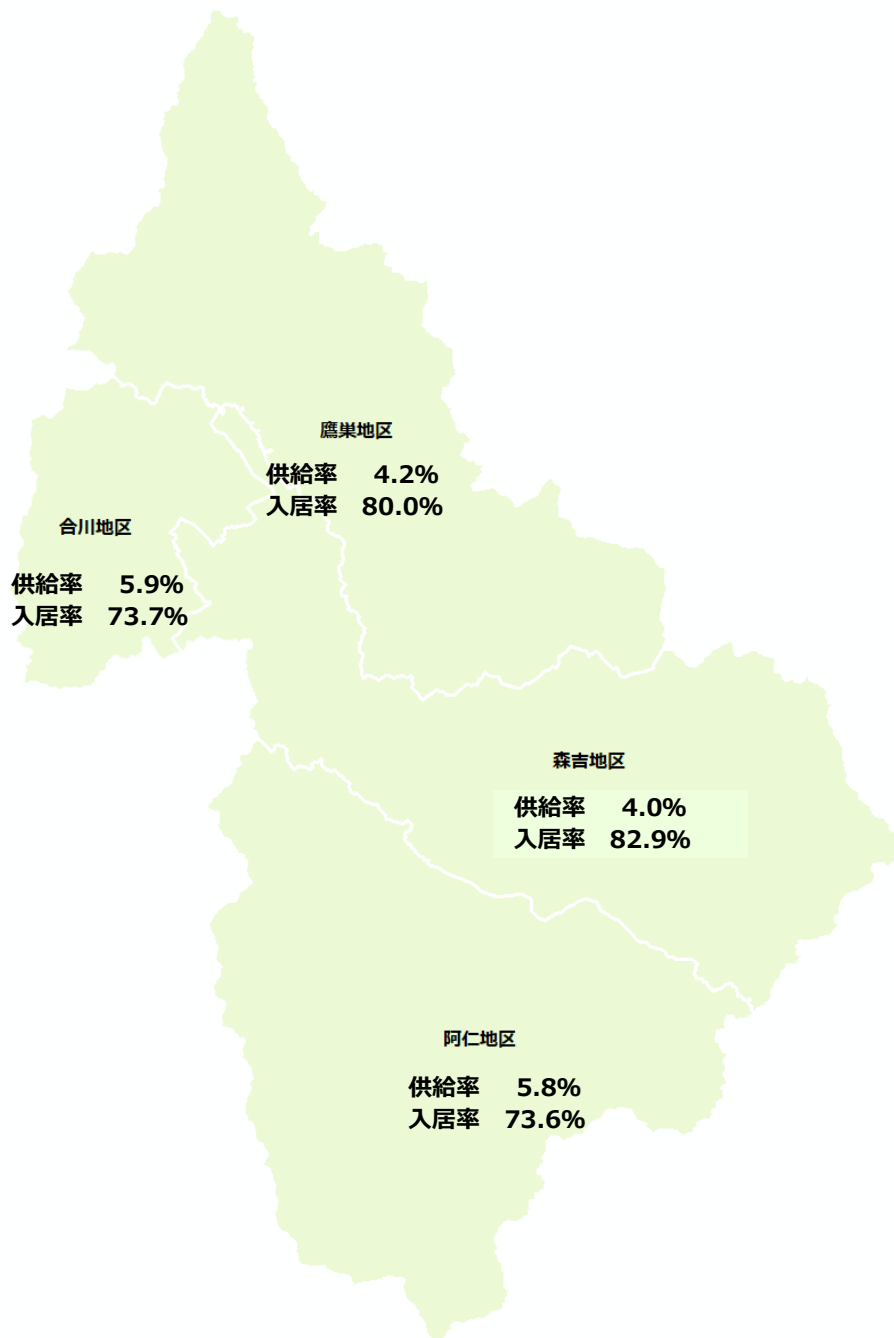 鷹巣地区
供給率 4.2%
入居率 80.0%
合川地区
供給率 5.9%
入居率 73.7%
森吉地区
供給率 4.0%
入居率 82.9%
阿仁地区
供給率 5.8%
入居率 73.6%